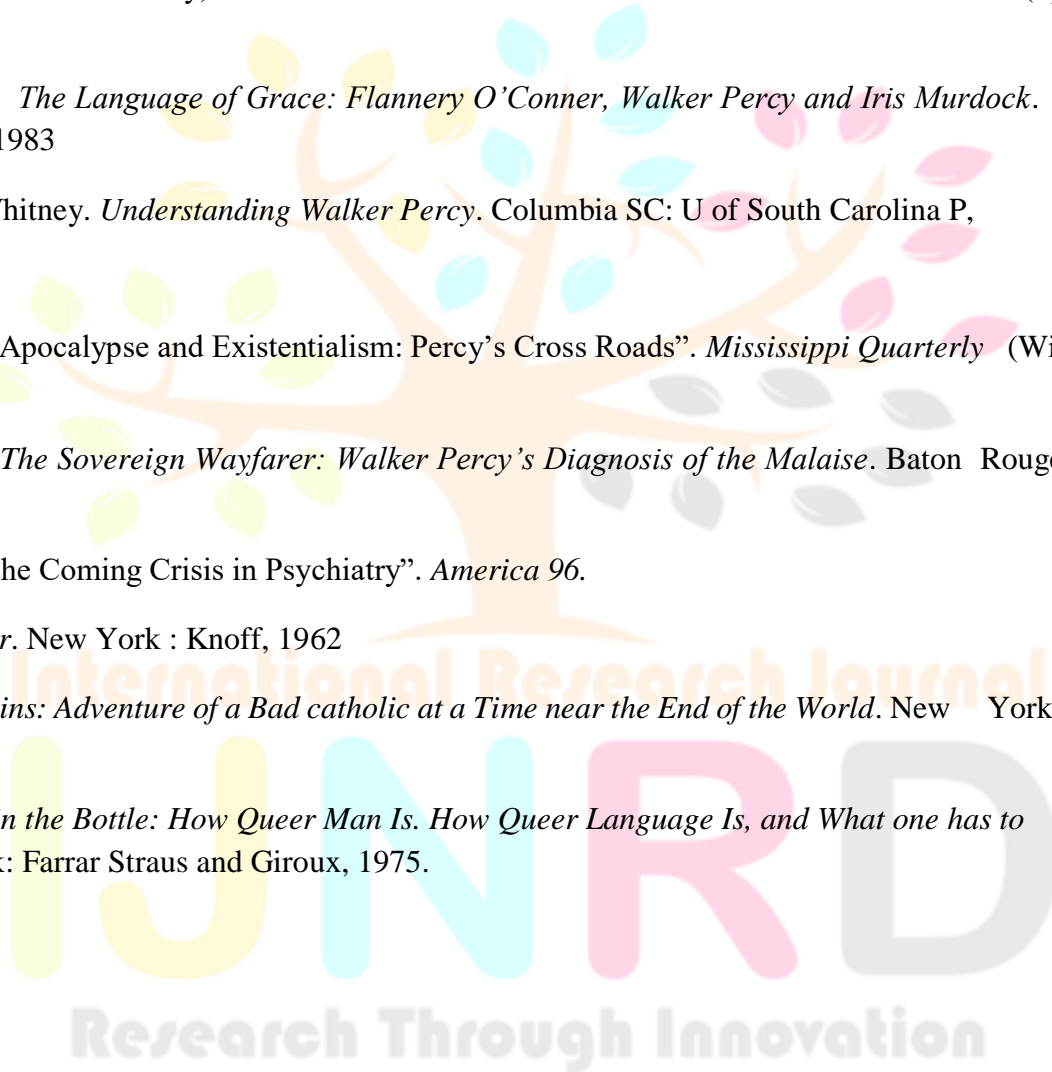 The Language of Grace: Flannery O’Conner, Walker Percy and Iris Murdock.
1983
Whitney. Understanding Walker Percy. Columbia SC: U of South Carolina P,
Apocalypse and Existentialism: Percy’s Cross Roads”. Mississippi Quarterly (Wi
The Sovereign Wayfarer: Walker Percy’s Diagnosis of the Malaise. Baton Rouge
he Coming Crisis in Psychiatry”. America 96.
r. New York : Knoff, 1962
International Research Journal
ins: Adventure of a Bad catholic at a Time near the End of the World. New York
n the Bottle: How Queer Man Is. How Queer Language Is, and What one has to
k: Farrar Straus and Giroux, 1975.
IJNRD
Research Through Innovation